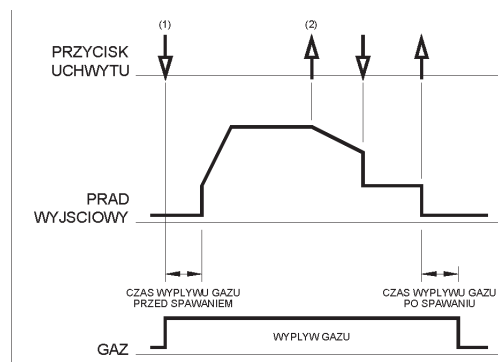 (1) (2)
PRZYCISK
UCHWYTU
PRAD
WYJSCIOWY
CZAS WYPLYWU GAZU
PRZED SPAWANIEM
CZAS WYPLYWU GAZU
PO SPAWANIU
WYPLYW GAZU
GAZ